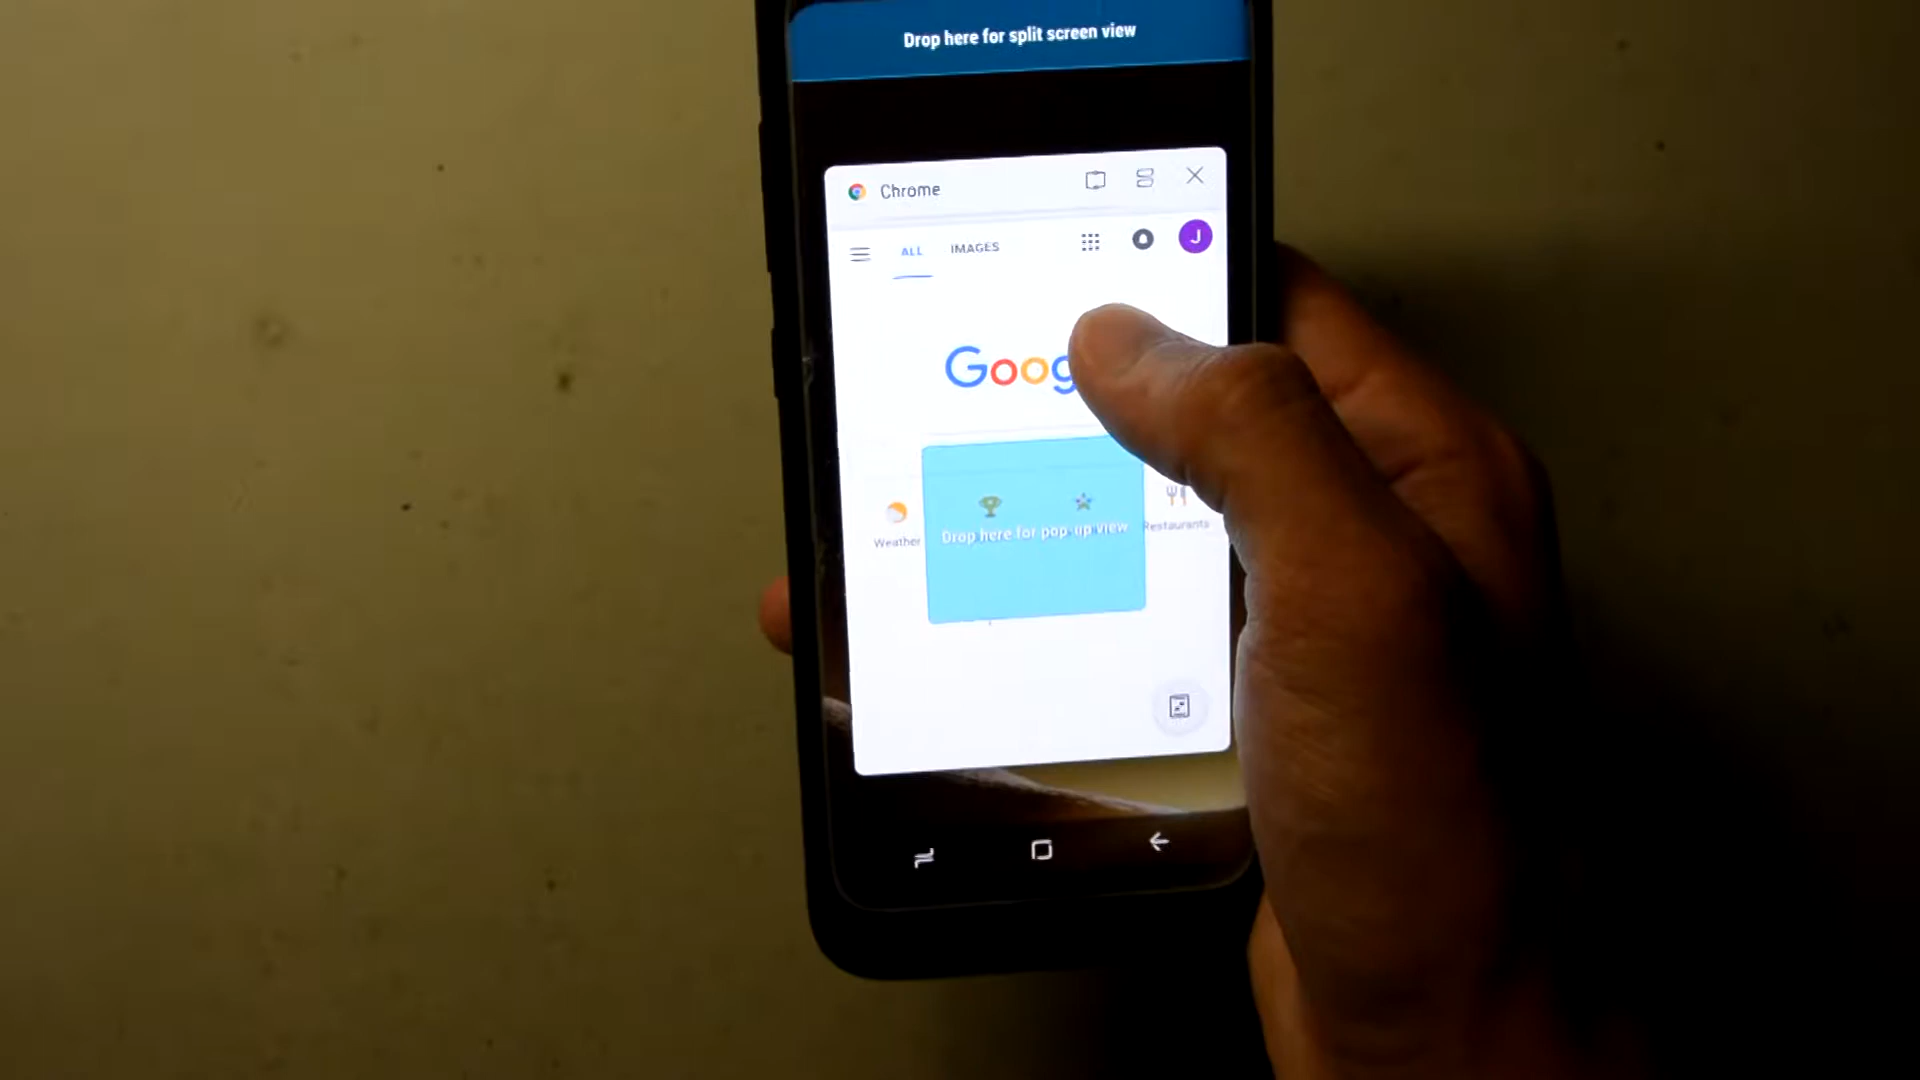 Drop here for split screen view
Chrome
ALL IMAGES
J
Goog
Drop here for pop-up view
Weather
Restaurants